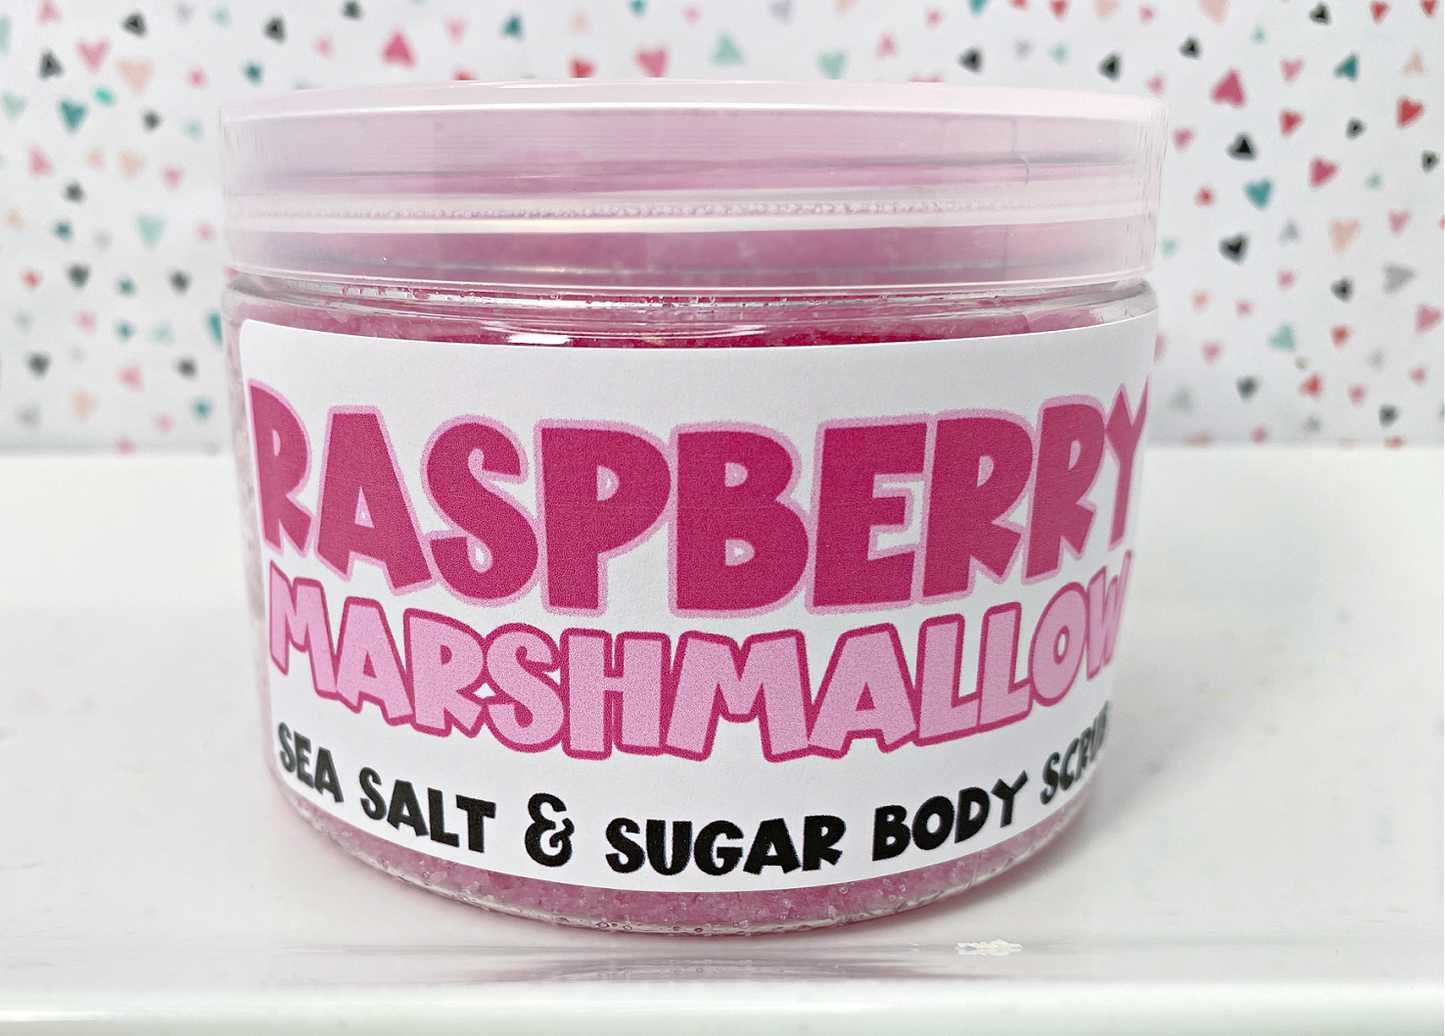 RASPBERRY
MARSHMALLOW
SEA SALT & SUGAR BODY SCRUB